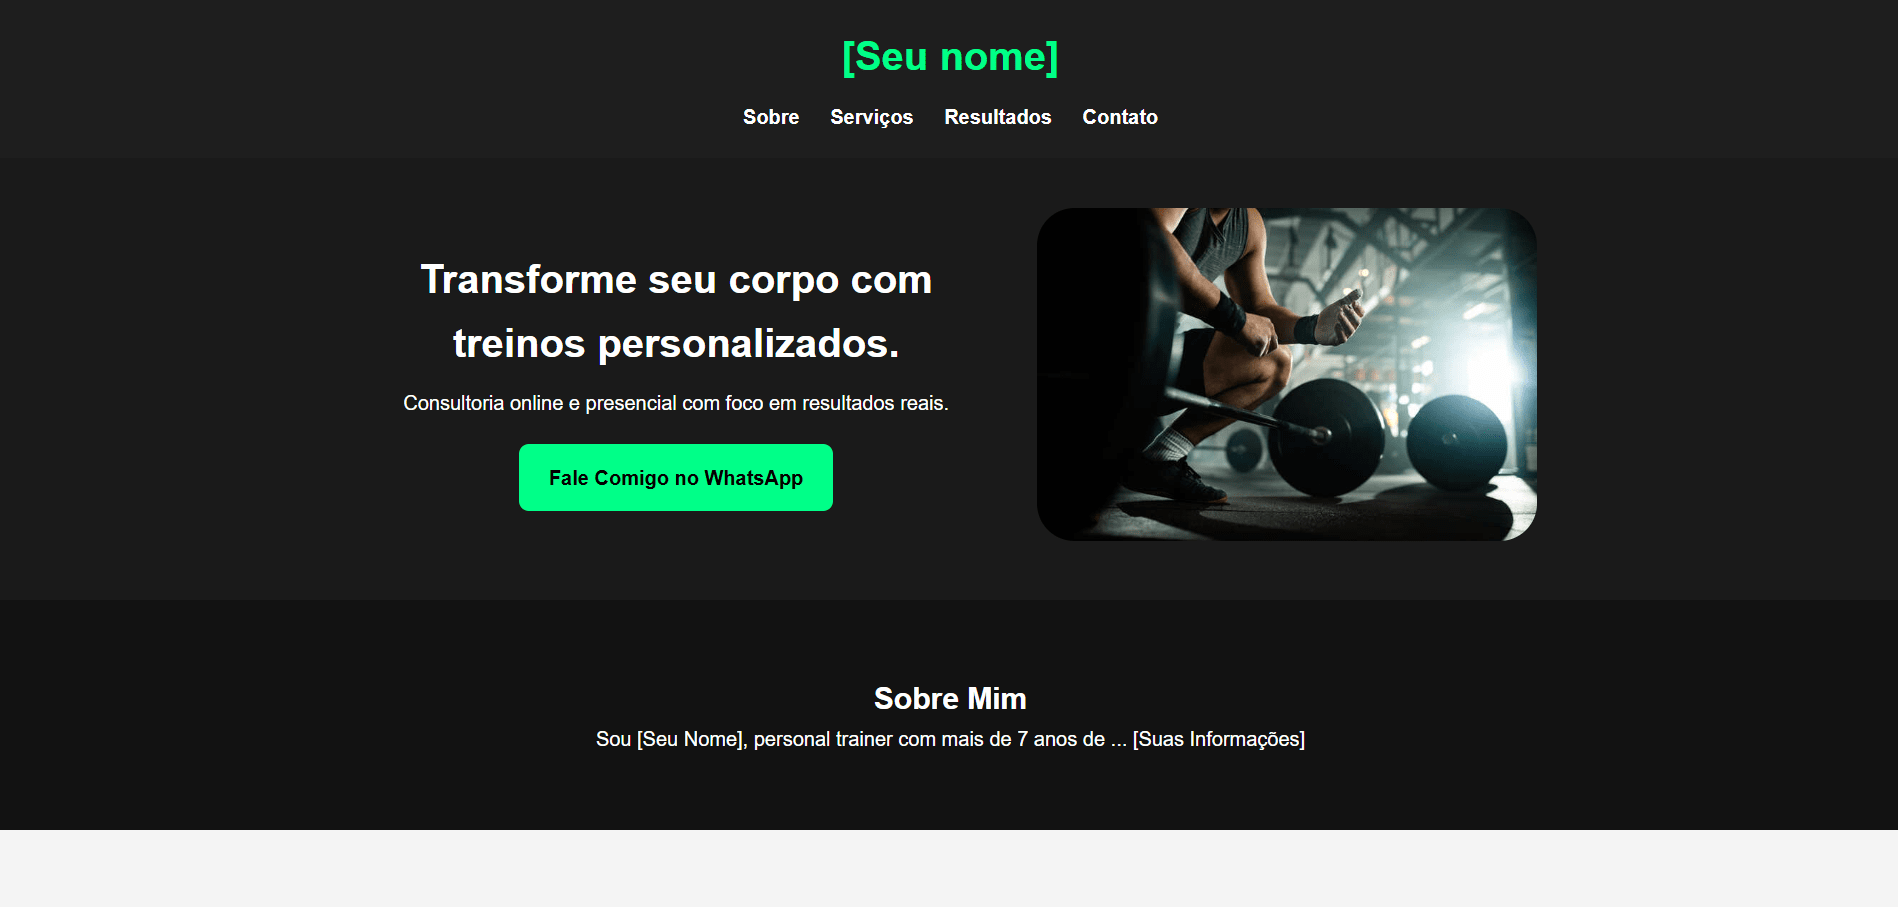 [Seu nome]
Sobre Serviços Resultados Contato
Transforme seu corpo com
treinos personalizados.
Consultoria online e presencial com foco em resultados reais.
Fale Comigo no WhatsApp
Sobre Mim
Sou [Seu Nome], personal trainer com mais de 7 anos de ... [Suas Informações]